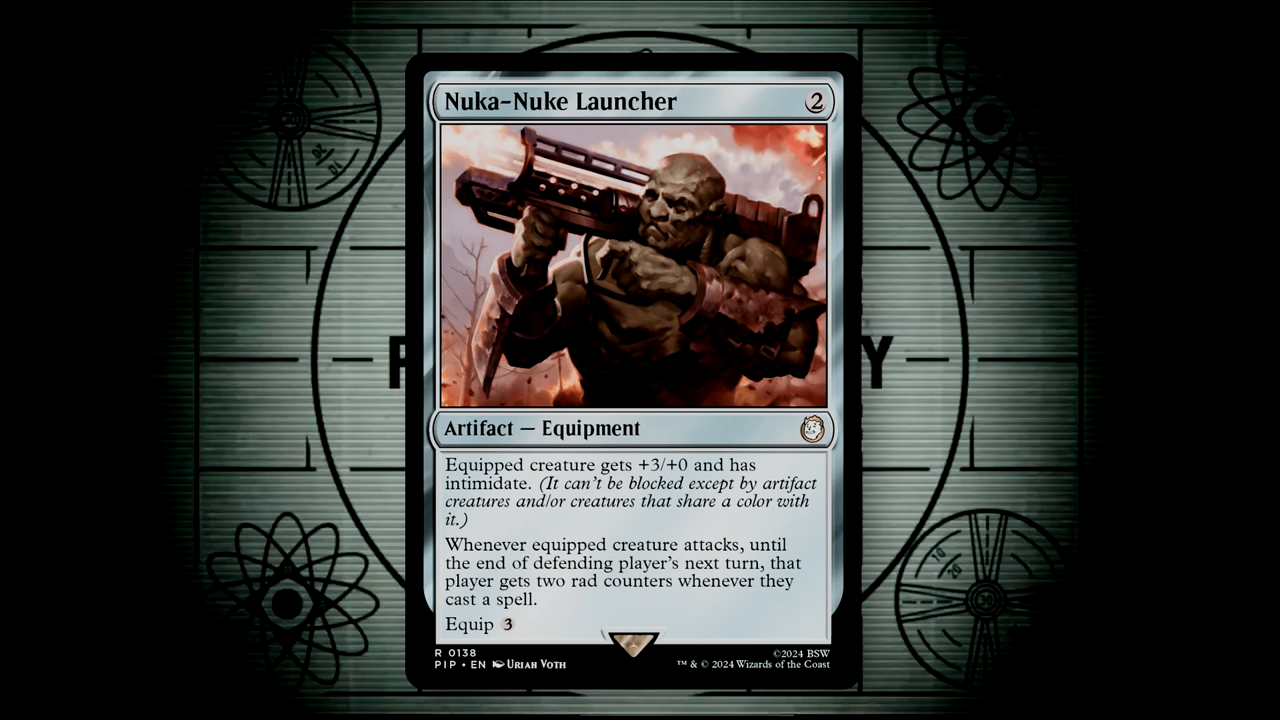 Nuka-Nuke Launcher 2
Artifact — Equipment
Equipped creature gets +3/+0 and has
intimidate. (It can't be blocked except by artifact
creatures and/or creatures that share a color with
it.)
Whenever equipped creature attacks, until
the end of defending player's next turn, that
player gets two rad counters whenever they
cast a spell.
Equip 3
R 0138
PIP • EN Uriah Voth
©2024 BSW
™ & © 2024 Wizards of the Coast